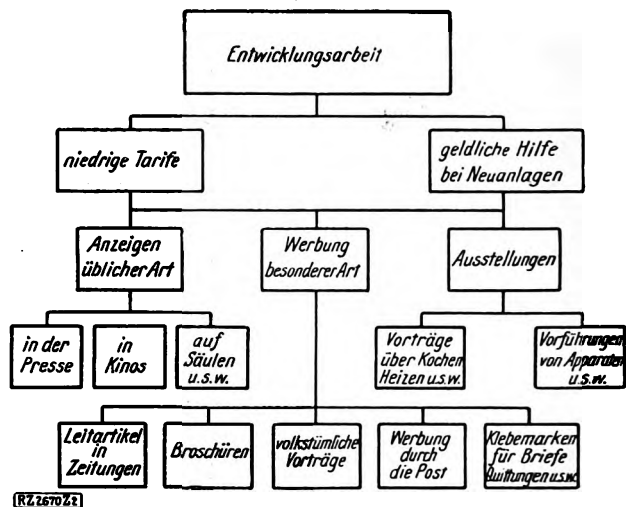 Entwicklungsarbeit
niedrige Tarife
geldliche Hilfe
bei Neuanlagen
Anzeigen
üblicher Art
Werbung
besonderer Art
Ausstellungen
in der
Presse
in
Kinos
auf
Säulen
u.s.w.
Vorträge
über Kochen
Heizen u.s.w.
Vorführungen
von Apparaten
u.s.w.
Leitartikel
in
Zeitungen
Broschüren
volkstümliche
Vorträge
Werbung
durch
die Post
Klebemarken
für Briefe
Quittungen u.s.w.
RZ2670Z2